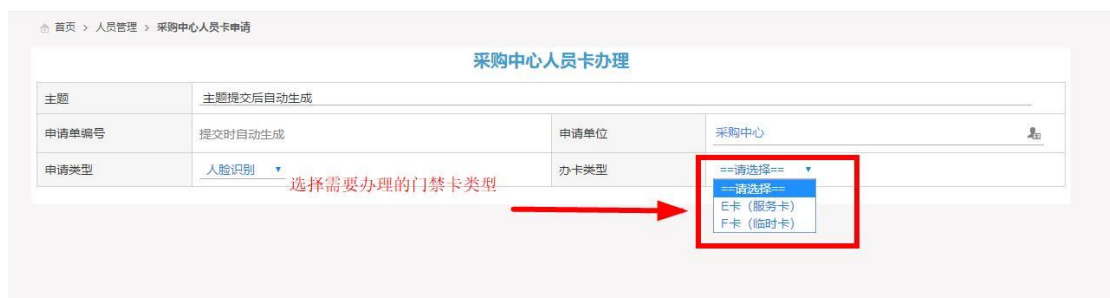 首页 > 人员管理 > 采购中心人员卡申请
采购中心人员卡办理
主题 主题提交后自动生成
申请单编号 提交时自动生成 申请单位 采购中心
申请类型 人脸识别 办卡类型 ==请选择==
选择需要办理的门禁卡类型
==请选择==
E卡（服务卡）
F卡（临时卡）